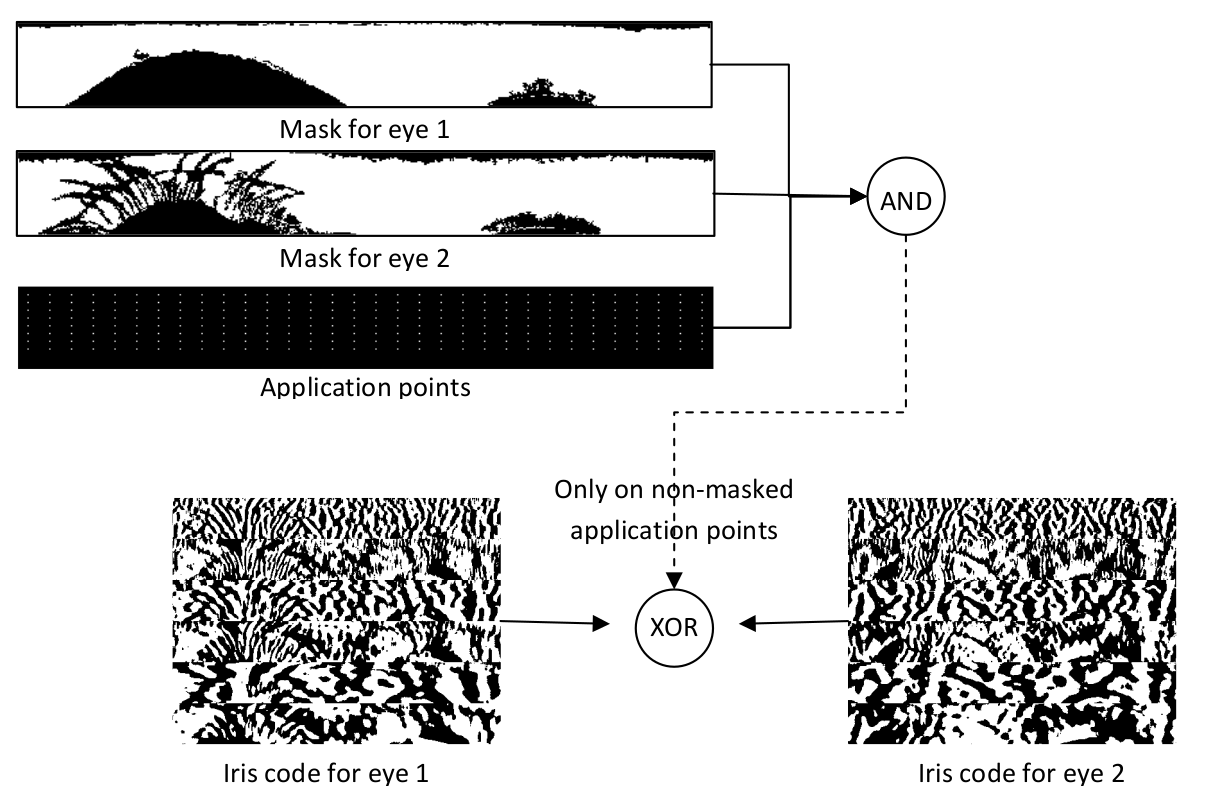 Mask for eye 1
Mask for eye 2
AND
Application points
Only on non-masked
application points
XOR
Iris code for eye 1
Iris code for eye 2